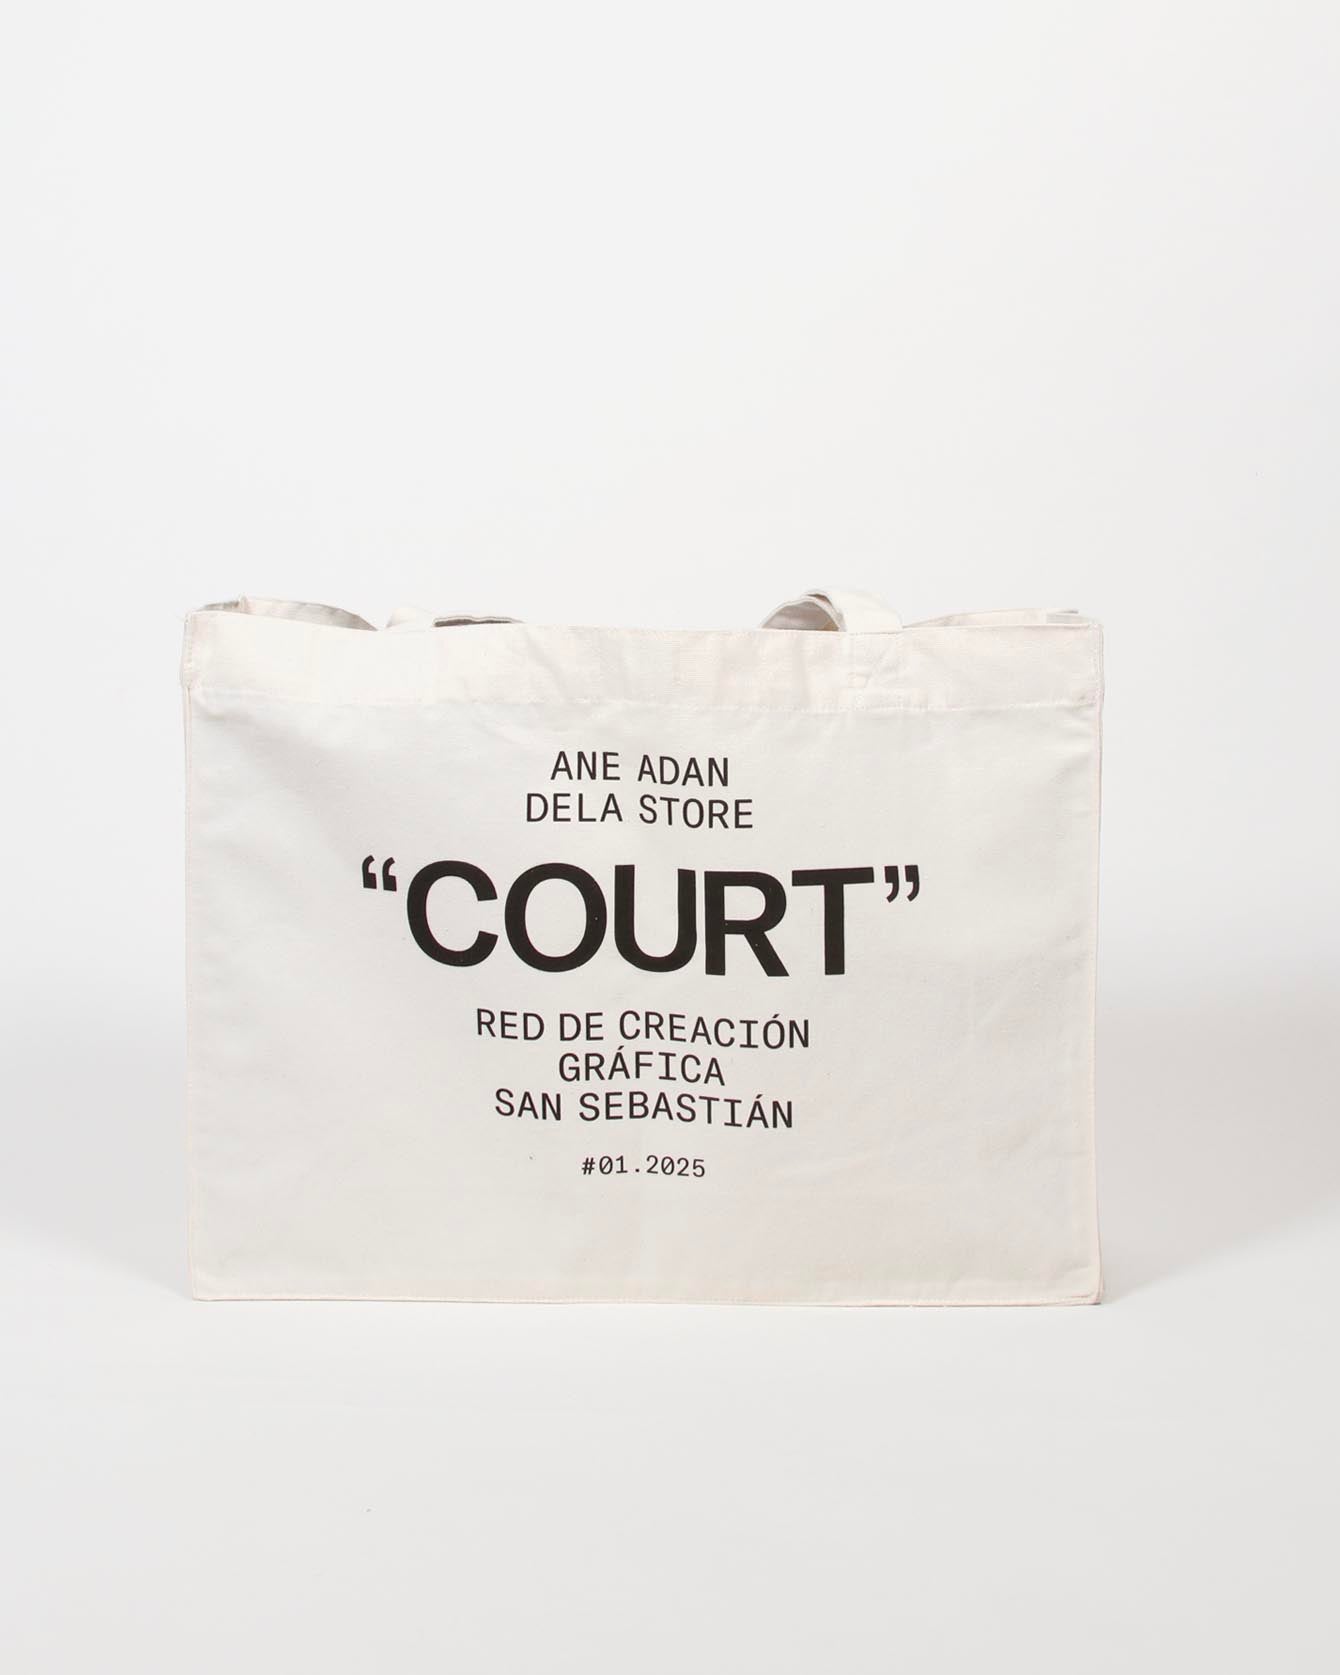 ANE ADAN
DELA STORE
“COURT”
RED DE CREACIÓN
GRÁFICA
SAN SEBASTIÁN
#01.2025